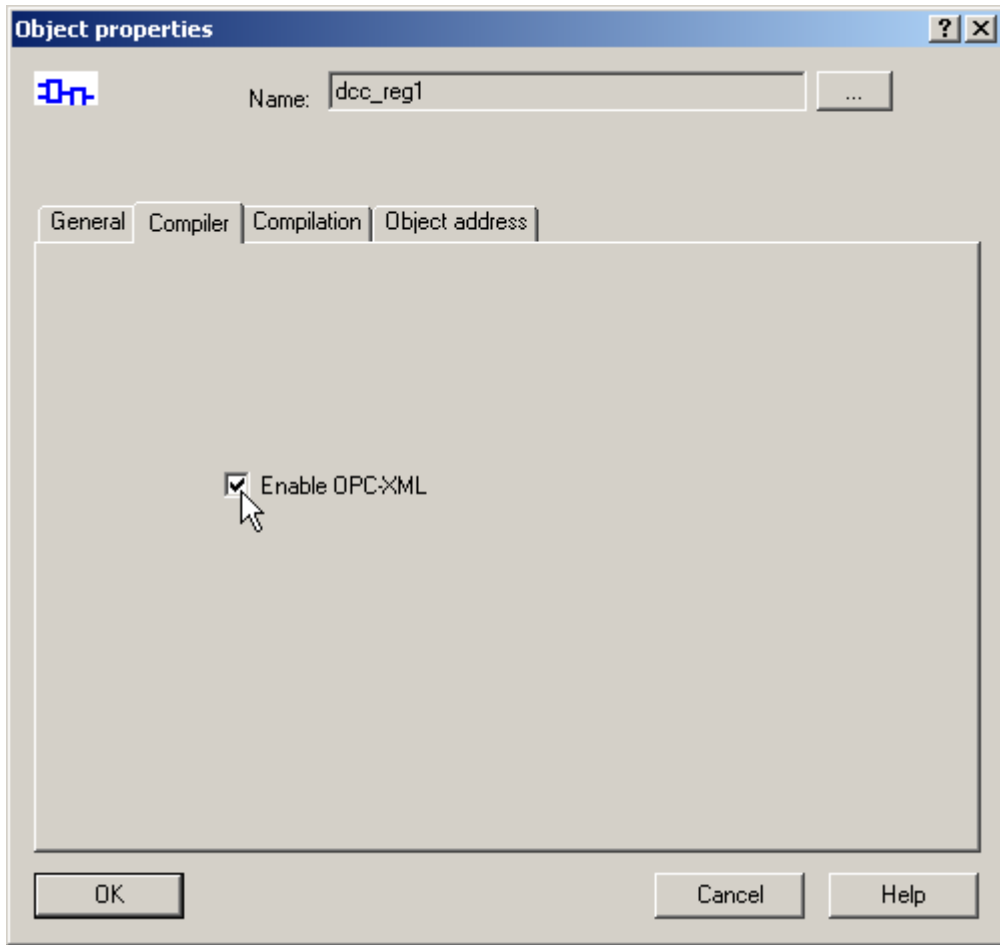 Object properties
Name: dcc_reg1 ...
General Compiler Compilation Object address
Enable OPC-XML
OK Cancel Help